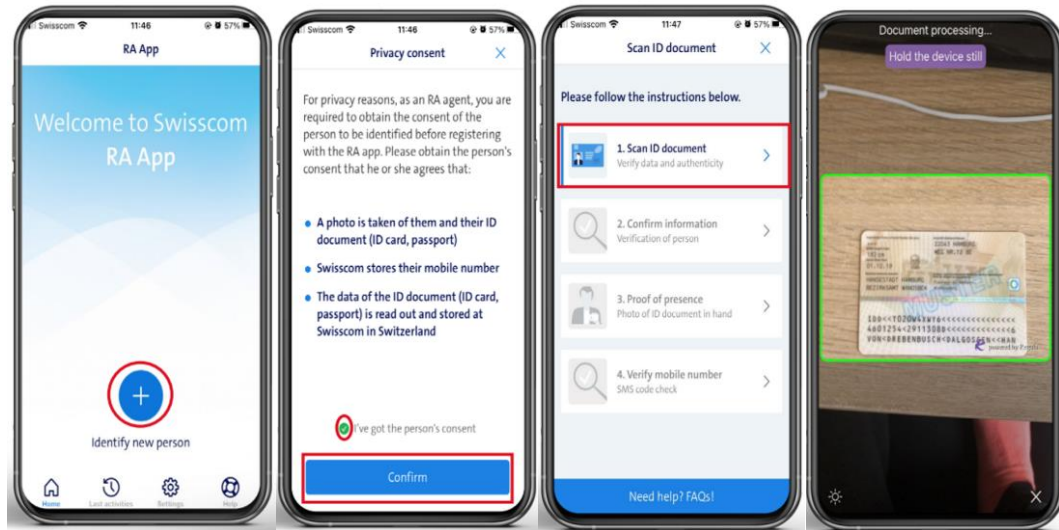 Swisscom
11:46
57%
RA App
Welcome to Swisscom
RA App
Identify new person
Home
Last activities
Settings
Help
Swisscom
11:46
57%
Privacy consent
For privacy reasons, as an RA agent, you are
required to obtain the consent of the
person to be identified before registering
with the RA app. Please obtain the person's
consent that he or she agrees that:
A photo is taken of them and their ID
document (ID card, passport)
Swisscom stores their mobile number
The data of the ID document (ID card,
passport) is read out and stored at
Swisscom in Switzerland
I've got the person's consent
Confirm
Swisscom
11:47
57%
Scan ID document
Please follow the instructions below.
1. Scan ID document
Verify data and authenticity
2. Confirm information
Verification of person
3. Proof of presence
Photo of ID document in hand
4. Verify mobile number
SMS code check
Need help? FAQs!
Document processing...
Hold the device still
HAMBURG
HANSESTADT HAMBURG
MUSTER
powered by